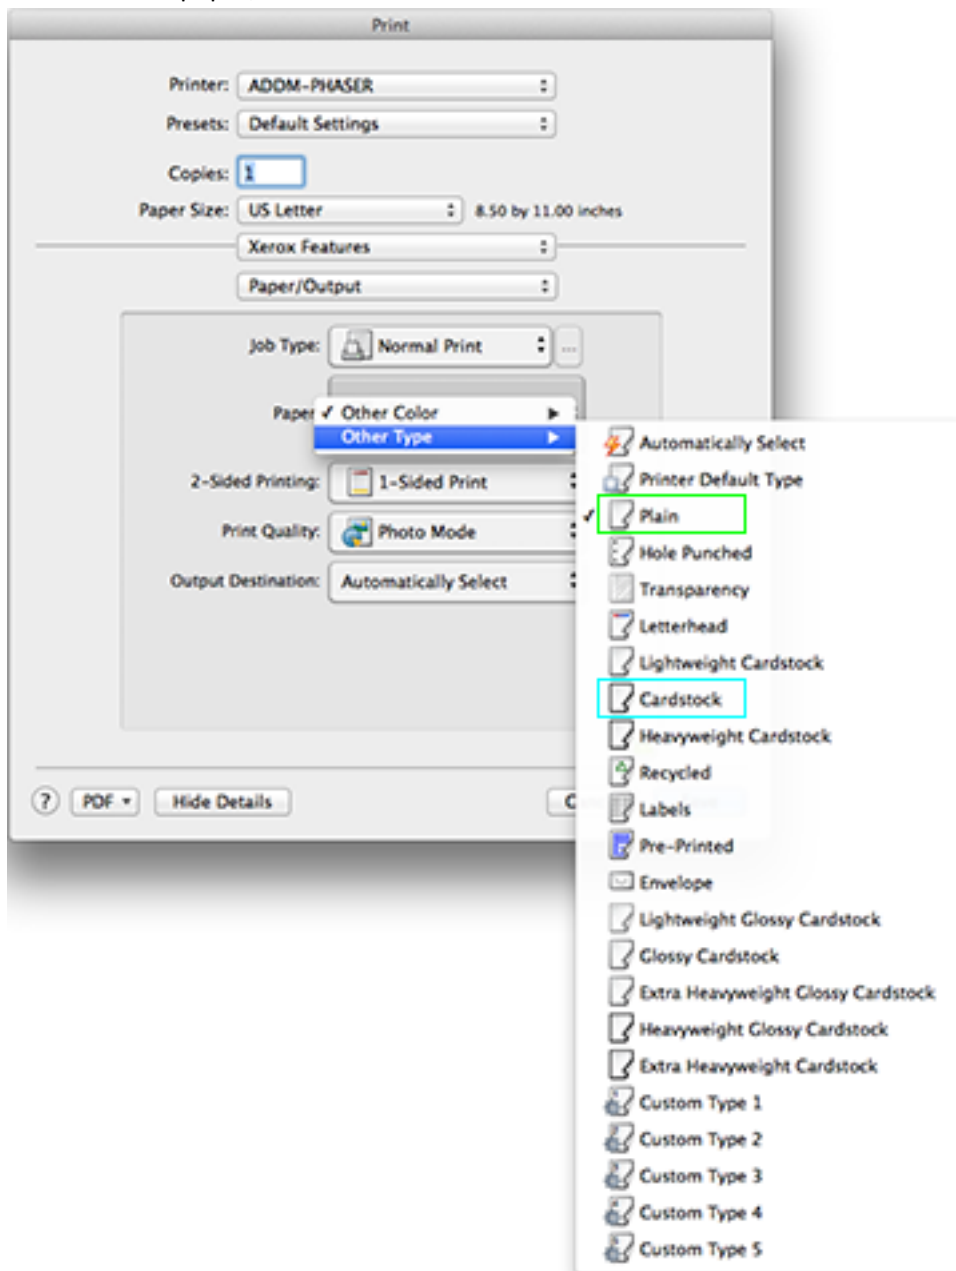 Print
Printer: ADDM-PHASER
Presets: Default Settings
Copies: 1
Paper Size: US Letter 8.50 by 11.00 inches
Xerox Features
Paper/Output
Job Type: Normal Print ...
Paper ✓ Other Color
Other Type
2-Sided Printing: 1-Sided Print
Print Quality: Photo Mode
Output Destination: Automatically Select
? PDF Hide Details
Automatically Select
Printer Default Type
✓ Plain
Hole Punched
Transparency
Letterhead
Lightweight Cardstock
Cardstock
Heavyweight Cardstock
Recycled
Labels
Pre-Printed
Envelope
Lightweight Glossy Cardstock
Glossy Cardstock
Extra Heavyweight Glossy Cardstock
Heavyweight Glossy Cardstock
Extra Heavyweight Cardstock
Custom Type 1
Custom Type 2
Custom Type 3
Custom Type 4
Custom Type 5